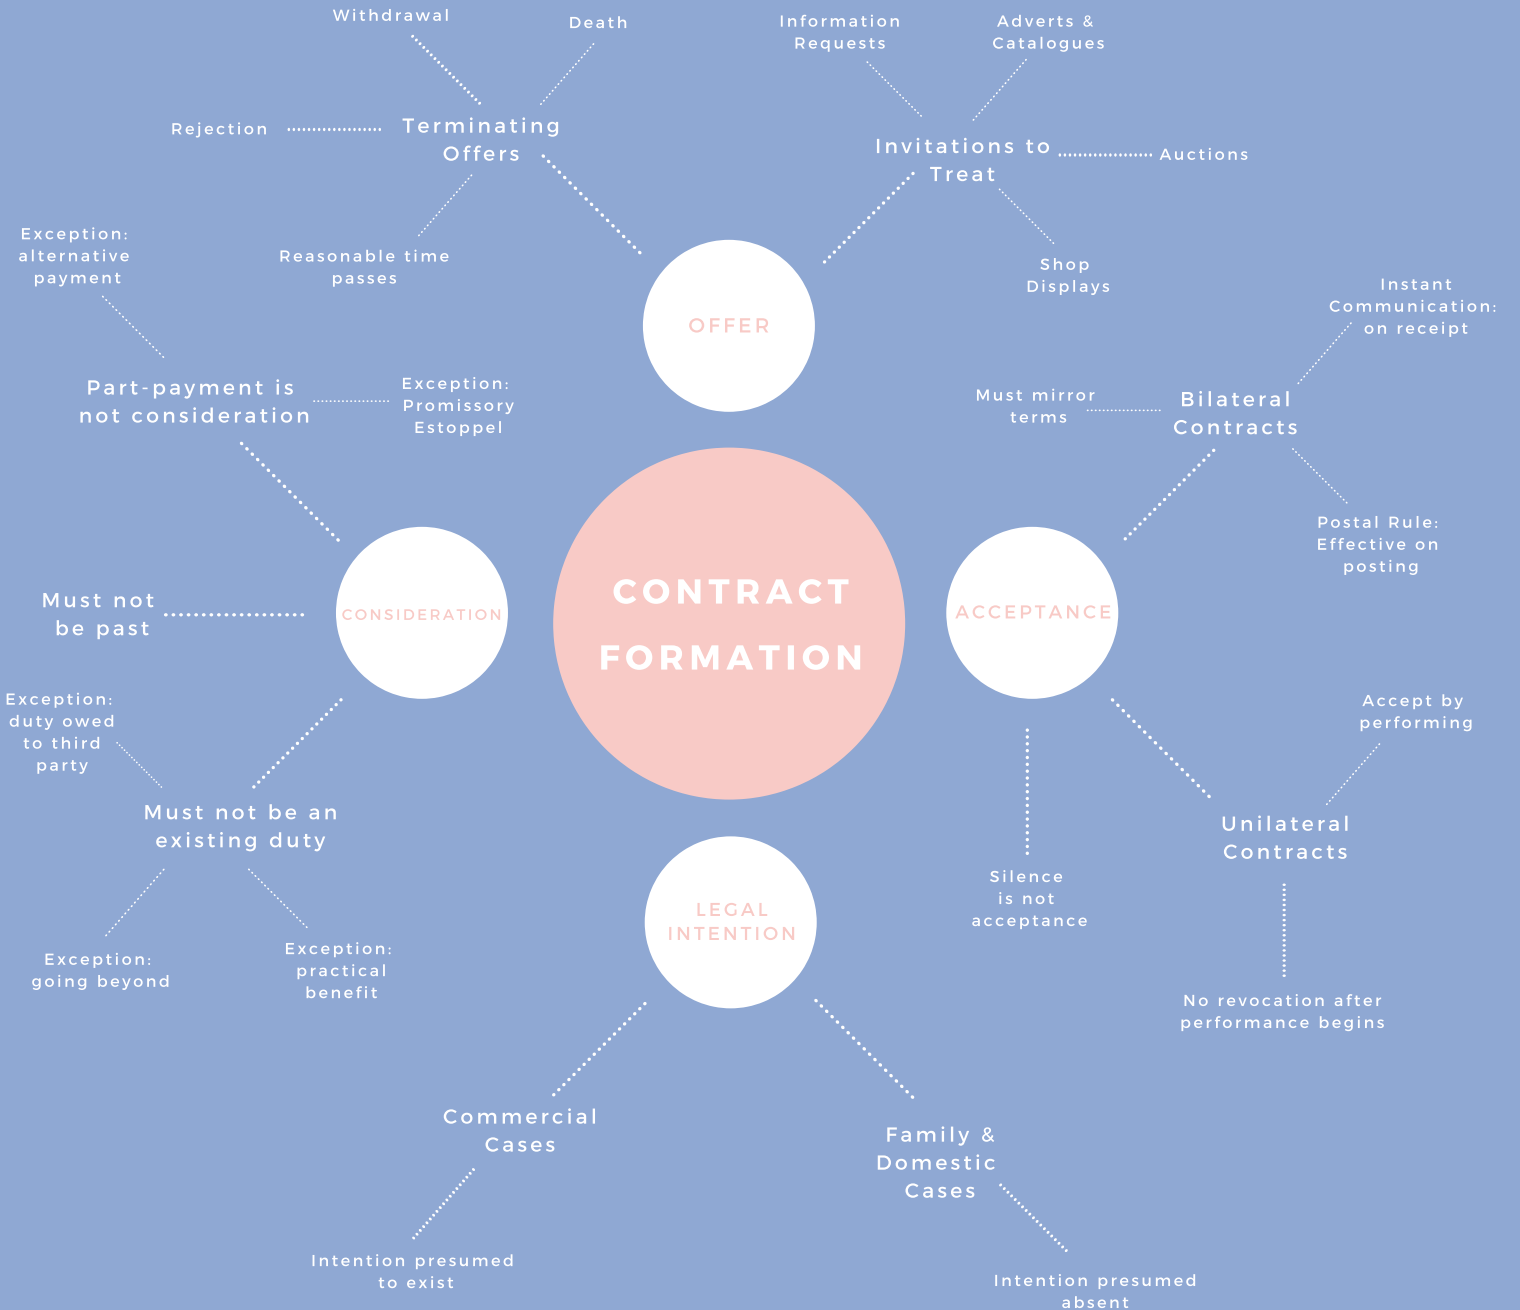 Withdrawal
Death
Rejection
Terminating
Offers
Reasonable time
passes
Information
Requests
Adverts &
Catalogues
Invitations to
Treat
Auctions
Shop
Displays
OFFER
Exception:
alternative
payment
Part-payment is
not consideration
Exception:
Promissory
Estoppel
Must not
be past
CONSIDERATION
Exception:
duty owed
to third
party
Must not be an
existing duty
Exception:
going beyond
Exception:
practical
benefit
CONTRACT
FORMATION
Instant
Communication:
on receipt
Must mirror
terms
Bilateral
Contracts
Postal Rule:
Effective on
posting
ACCEPTANCE
Accept by
performing
Unilateral
Contracts
Silence
is not
acceptance
No revocation after
performance begins
LEGAL
INTENTION
Commercial
Cases
Intention presumed
to exist
Family &
Domestic
Cases
Intention presumed
absent